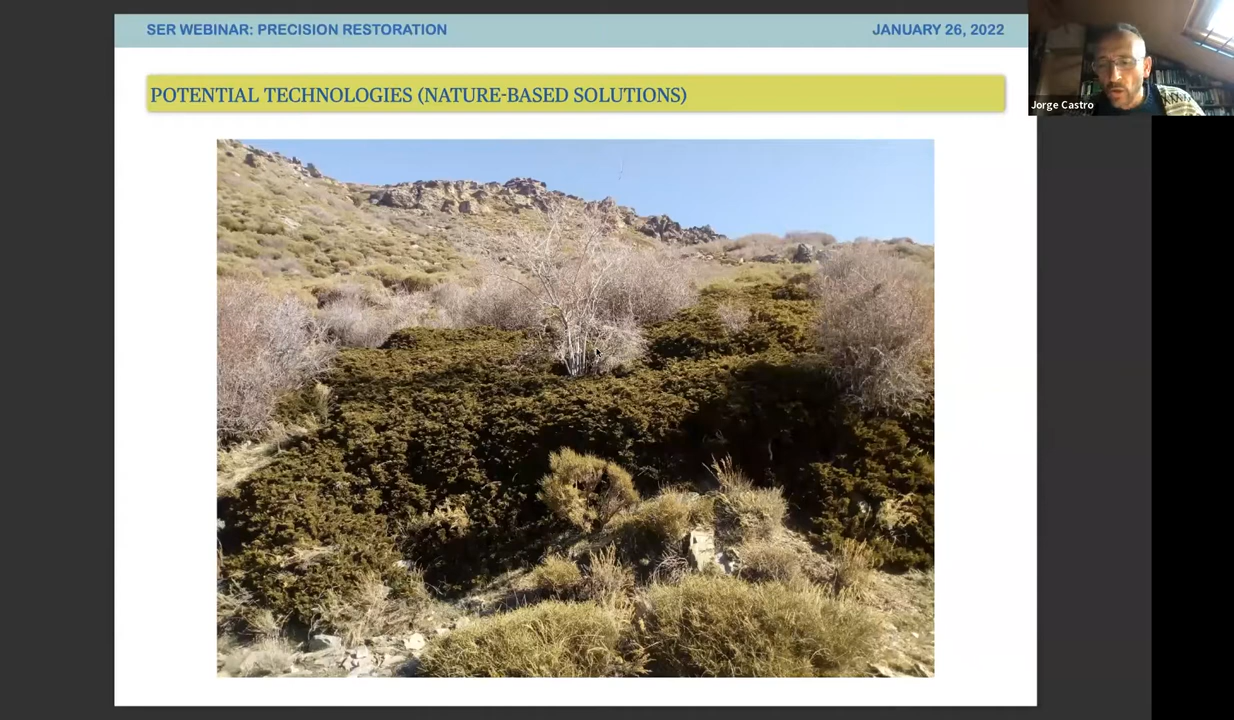 SER WEBINAR: PRECISION RESTORATION
JANUARY 26, 2022
POTENTIAL TECHNOLOGIES (NATURE-BASED SOLUTIONS)
Jorge Castro